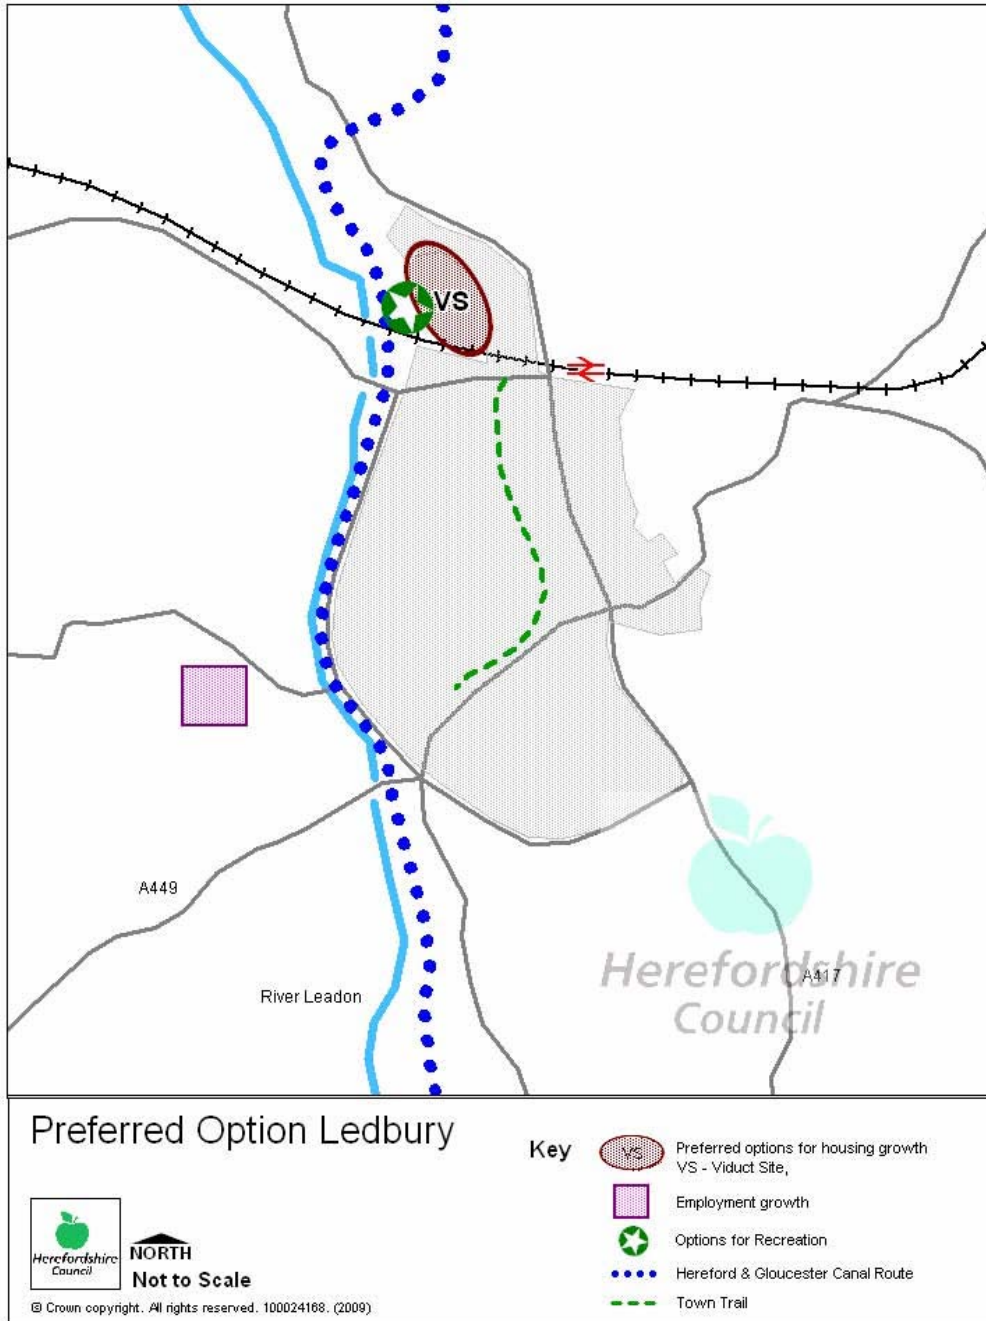 VS
A449
River Leadon
A417
Herefordshire
Council
Preferred Option Ledbury
Herefordshire
Council
NORTH
Not to Scale
© Crown copyright. All rights reserved. 100024168. (2009)
Key
VS
Preferred options for housing growth
VS - Viduct Site,
Employment growth
Options for Recreation
Hereford & Gloucester Canal Route
Town Trail